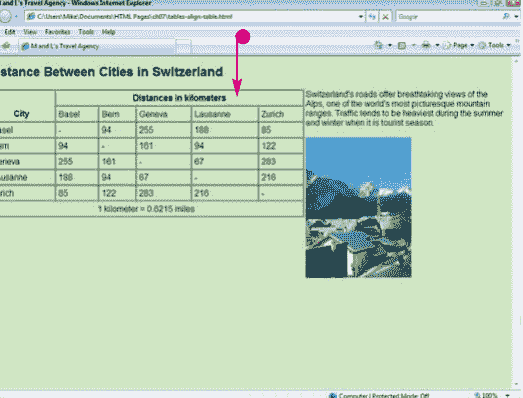 M and L's Travel Agency - Windows Internet Explorer
C:\Users\Mike\Documents\HTML Pages\ch07\tables-align-table.html
Google
Edit View Favorites Tools Help
M and L's Travel Agency
Page Tools
stance Between Cities in Switzerland
City Distances in kilometers
Basel Bern Geneva Lausanne Zurich
asel - 94 255 188 85
ern 94 - 161 94 122
eneva 255 161 - 67 283
ausanne 188 94 67 - 216
rich 85 122 283 216 -
1 kilometer = 0.6215 miles
Switzerland's roads offer breathtaking views of the
Alps, one of the world's most picturesque mountain
ranges. Traffic tends to be heaviest during the summer
and winter when it is tourist season.
Computer | Protected Mode: Off 100%